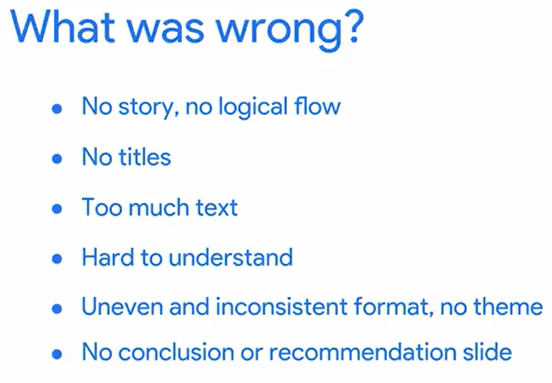 What was wrong?
• No story, no logical flow
• No titles
• Too much text
• Hard to understand
• Uneven and inconsistent format, no theme
• No conclusion or recommendation slide